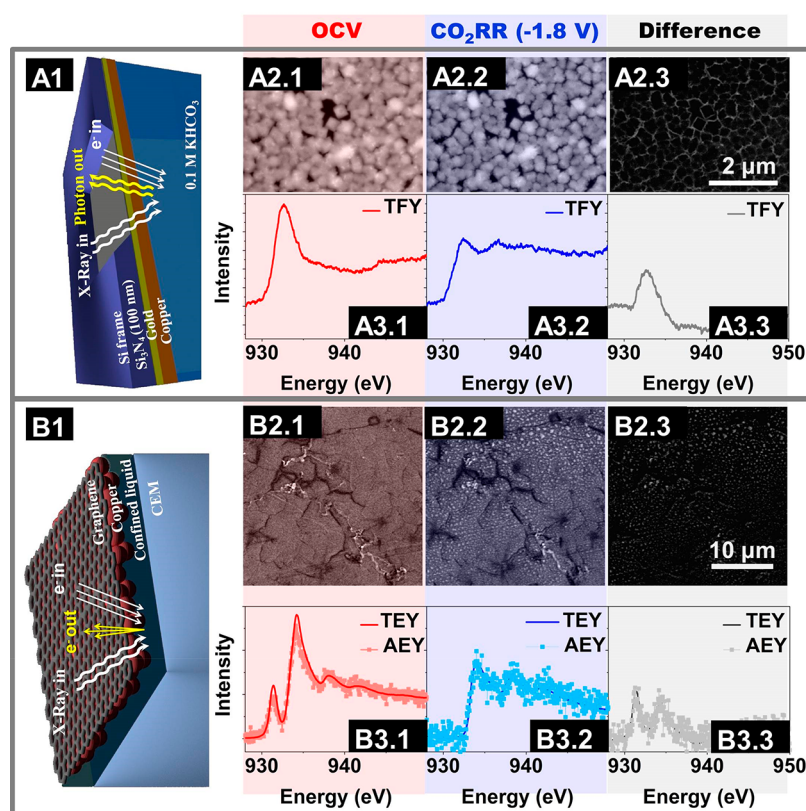 OCV
CO₂RR (-1.8 V)
Difference
A1
e⁻ in
Photon out
X-Ray in
0.1 M KHCO₃
Si frame
Si₃N₄ (100 nm)
Gold
Copper
A2.1
A2.2
A2.3
2 µm
Intensity
TFY
TFY
TFY
A3.1
A3.2
A3.3
930 940 930 940 930 940 950
Energy (eV) Energy (eV) Energy (eV)
B1
Graphene
Copper
Confined liquid
CEM
e⁻ in
e⁻ out
X-Ray in
B2.1
B2.2
B2.3
10 µm
Intensity
TEY
AEY
TEY
AEY
TEY
AEY
B3.1
B3.2
B3.3
930 940 930 940 930 940 950
Energy (eV) Energy (eV) Energy (eV)